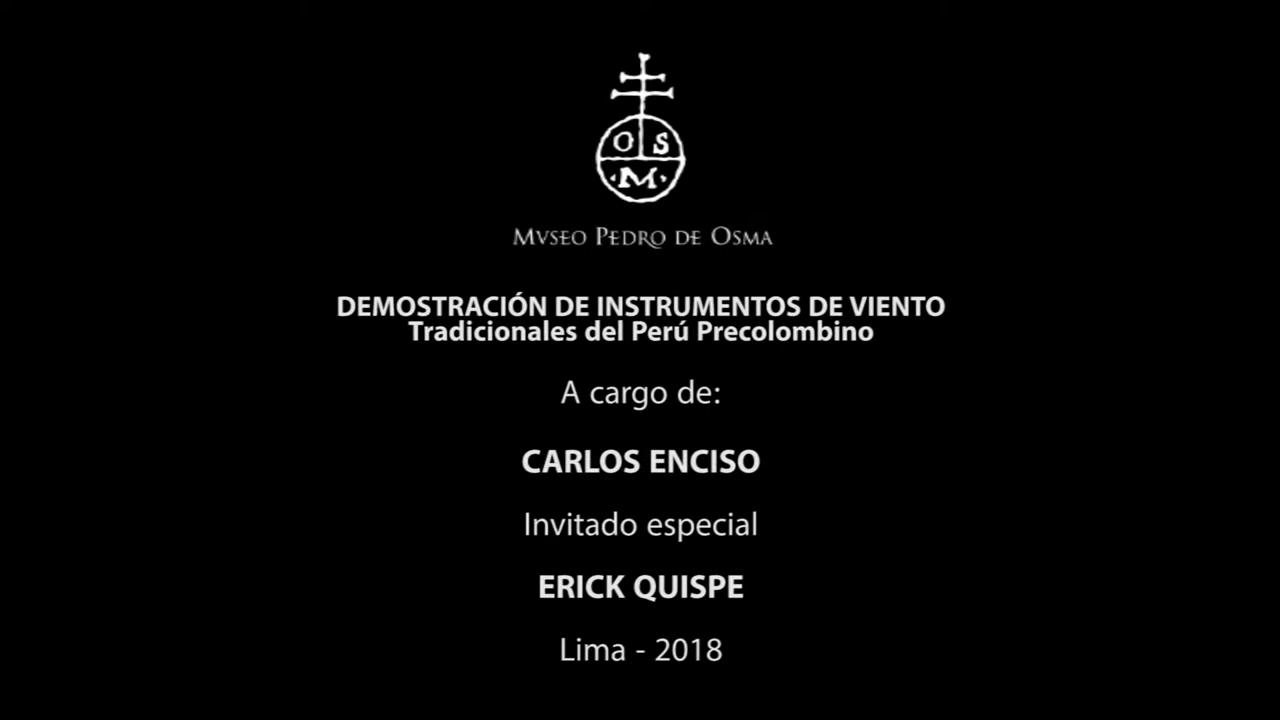 O S
M
MVSEO PEDRO DE OSMA
DEMOSTRACIÓN DE INSTRUMENTOS DE VIENTO
Tradicionales del Perú Precolombino
A cargo de:
CARLOS ENCISO
Invitado especial
ERICK QUISPE
Lima - 2018